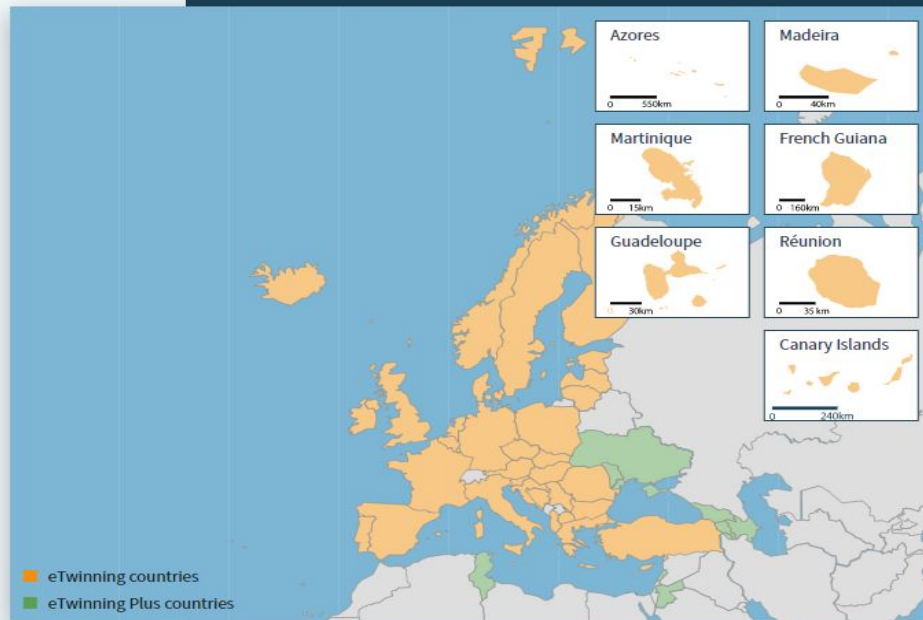 Azores
0 550km
Madeira
0 40km
Martinique
0 15km
French Guiana
0 160km
Guadeloupe
0 30km
Réunion
0 35 km
Canary Islands
0 240km
eTwinning countries
eTwinning Plus countries